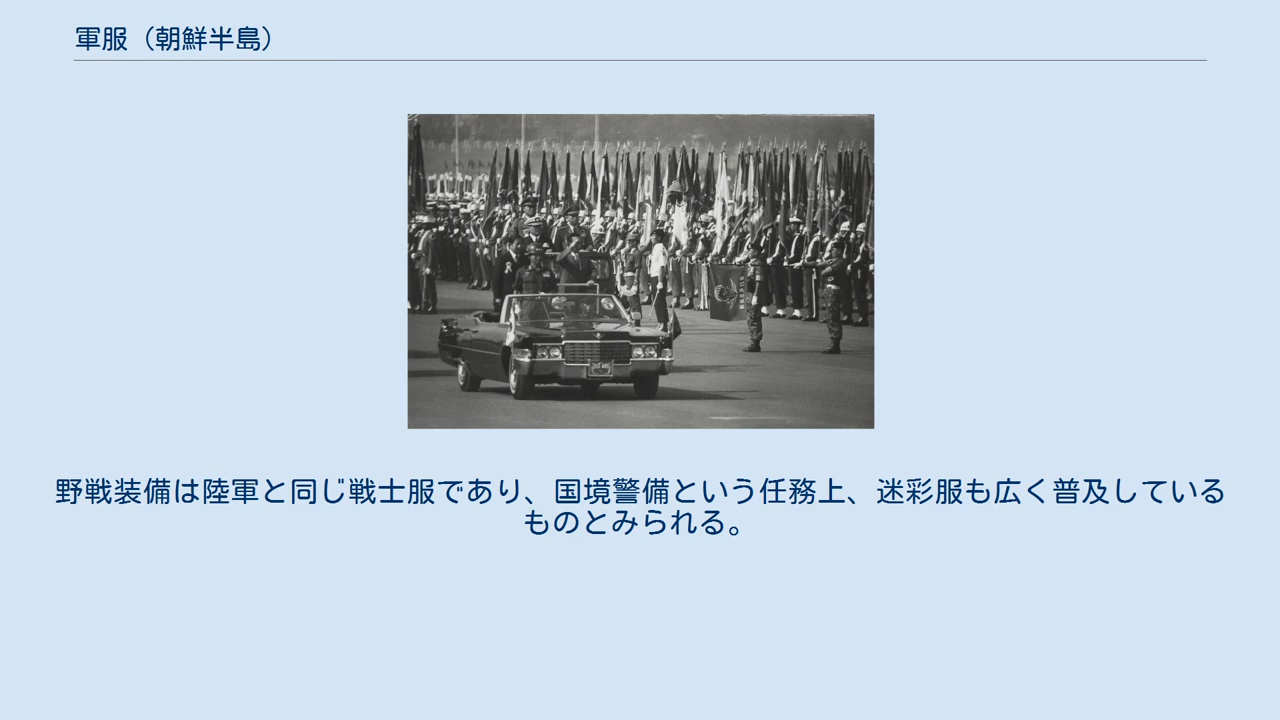 軍服（朝鮮半島）
野戦装備は陸軍と同じ戦士服であり、国境警備という任務上、迷彩服も広く普及している
ものとみられる。